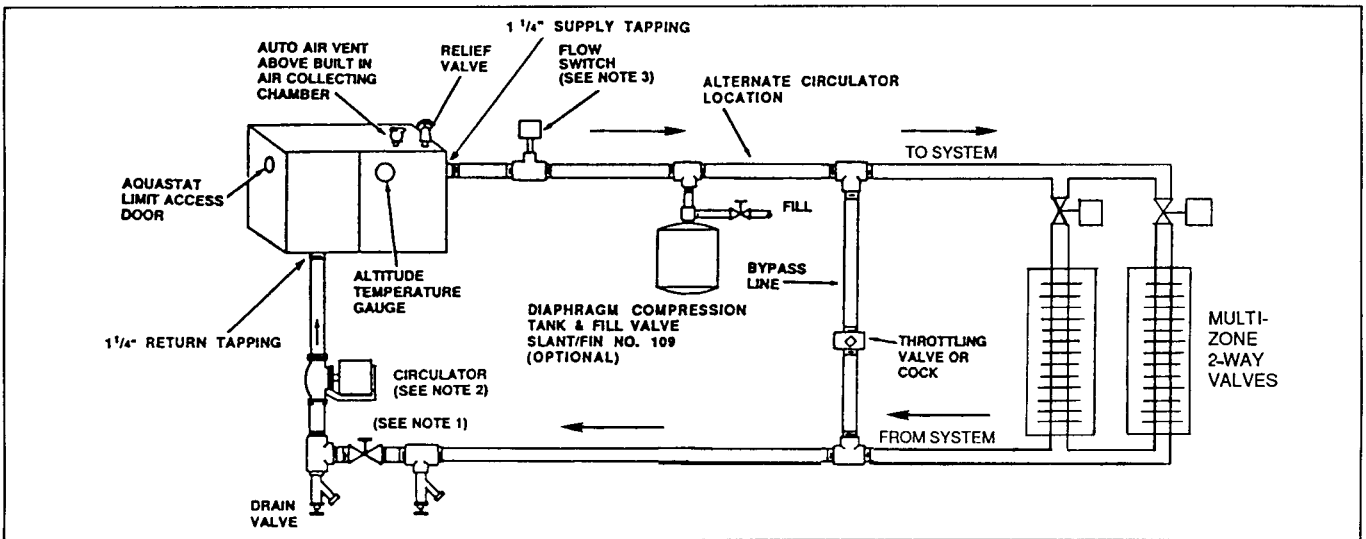 1 1/4" SUPPLY TAPPING
AUTO AIR VENT
ABOVE BUILT IN
AIR COLLECTING
CHAMBER
RELIEF
VALVE
FLOW
SWITCH
(SEE NOTE 3)
ALTERNATE CIRCULATOR
LOCATION
TO SYSTEM
AQUASTAT
LIMIT ACCESS
DOOR
FILL
ALTITUDE
TEMPERATURE
GAUGE
BYPASS
LINE
DIAPHRAGM COMPRESSION
TANK & FILL VALVE
SLANT/FIN NO. 109
(OPTIONAL)
1 1/4" RETURN TAPPING
THROTTLING
VALVE OR
COCK
MULTI-
ZONE
2-WAY
VALVES
CIRCULATOR
(SEE NOTE 2)
(SEE NOTE 1)
FROM SYSTEM
DRAIN
VALVE